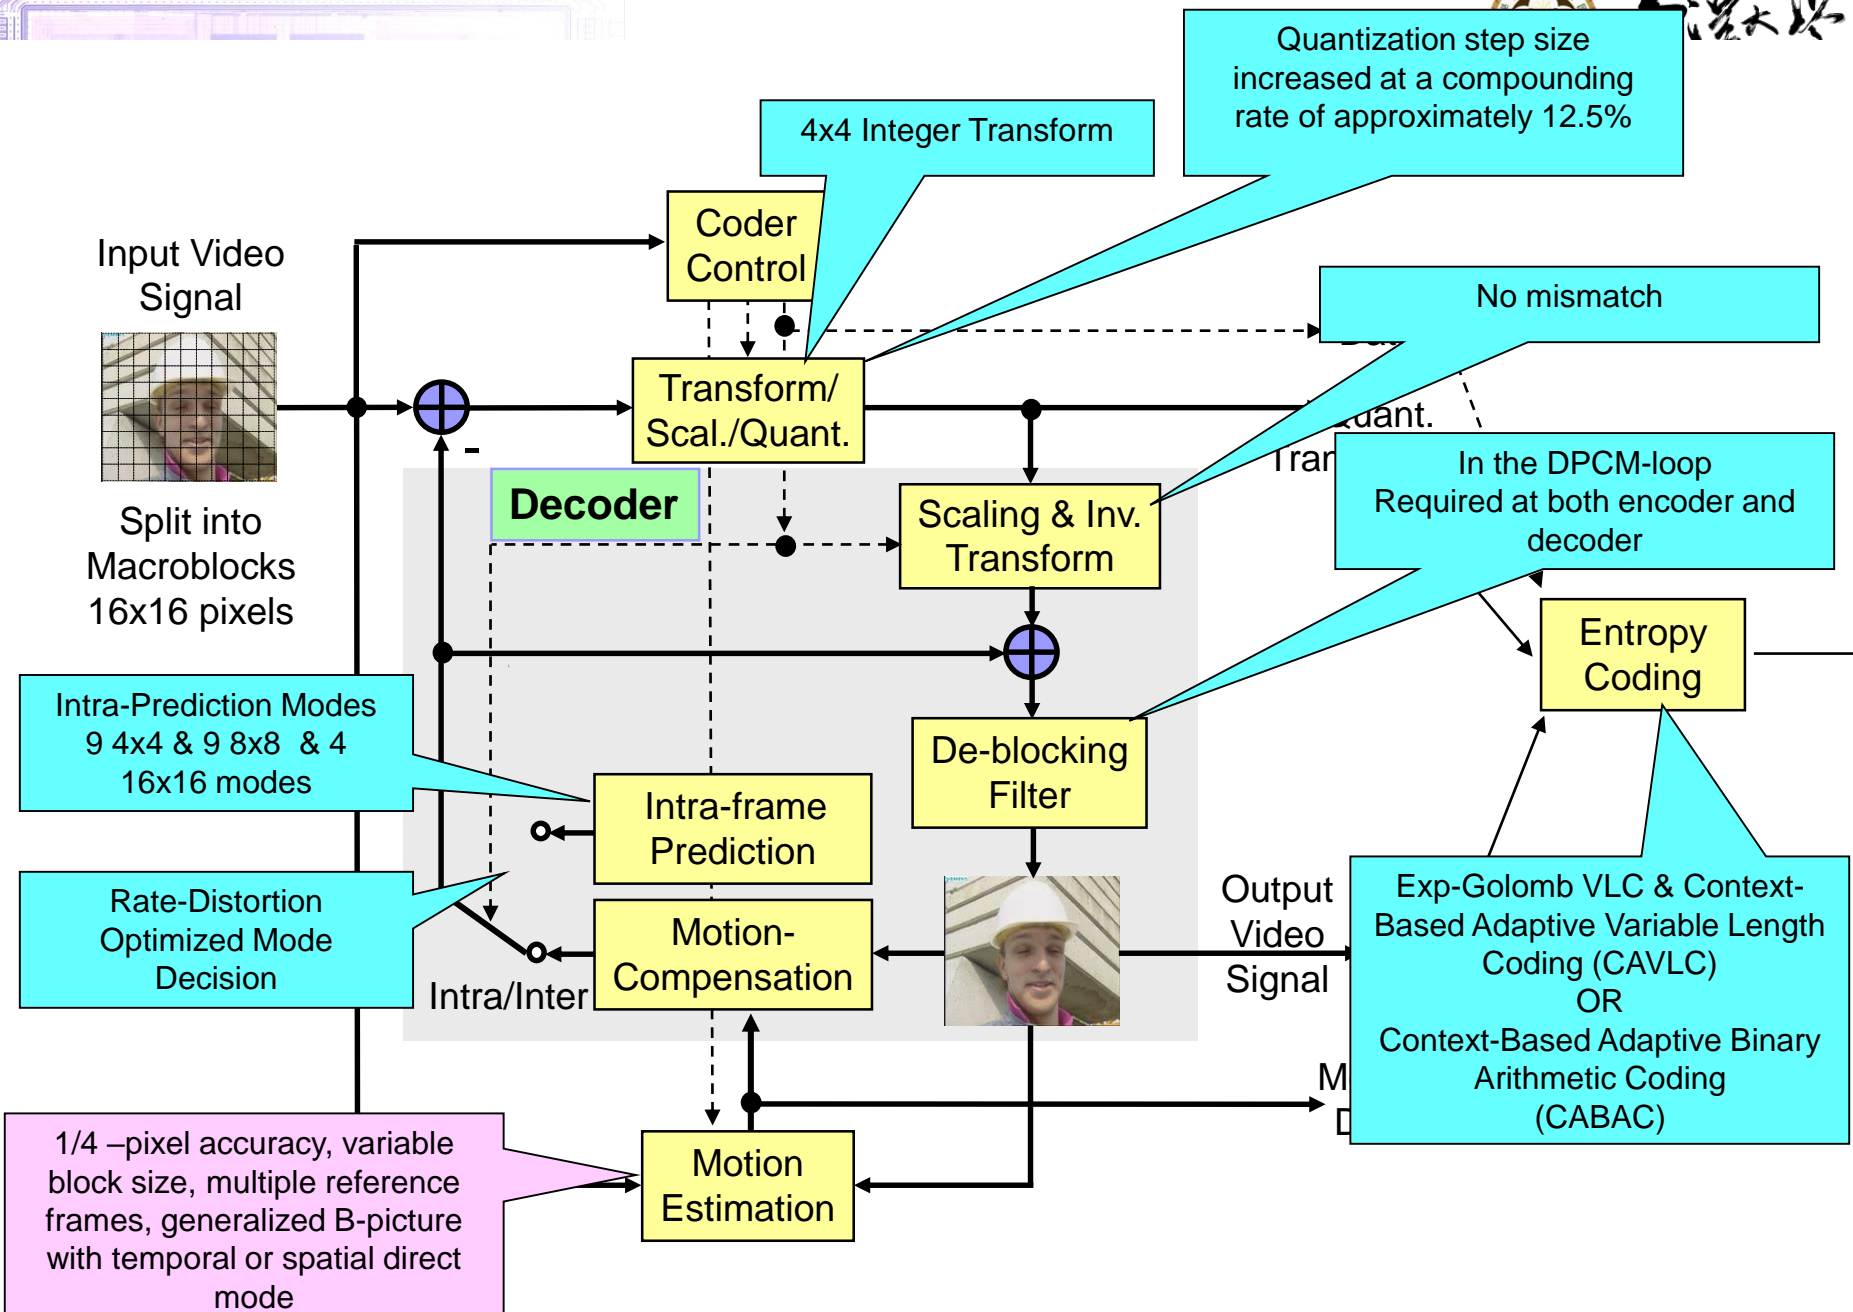 Quantization step size
increased at a compounding
rate of approximately 12.5%
4x4 Integer Transform
Coder
Control
Input Video
Signal
No mismatch
Transform/
Scal./Quant.
Quant.
In the DPCM-loop
Required at both encoder and
decoder
Decoder
Scaling & Inv.
Transform
Split into
Macroblocks
16x16 pixels
-
Entropy
Coding
Intra-Prediction Modes
9 4x4 & 9 8x8 & 4
16x16 modes
De-blocking
Filter
Intra-frame
Prediction
Rate-Distortion
Optimized Mode
Decision
Motion-
Compensation
Intra/Inter
Output
Video
Signal
Exp-Golomb VLC & Context-
Based Adaptive Variable Length
Coding (CAVLC)
OR
Context-Based Adaptive Binary
Arithmetic Coding
(CABAC)
1/4 –pixel accuracy, variable
block size, multiple reference
frames, generalized B-picture
with temporal or spatial direct
mode
Motion
Estimation